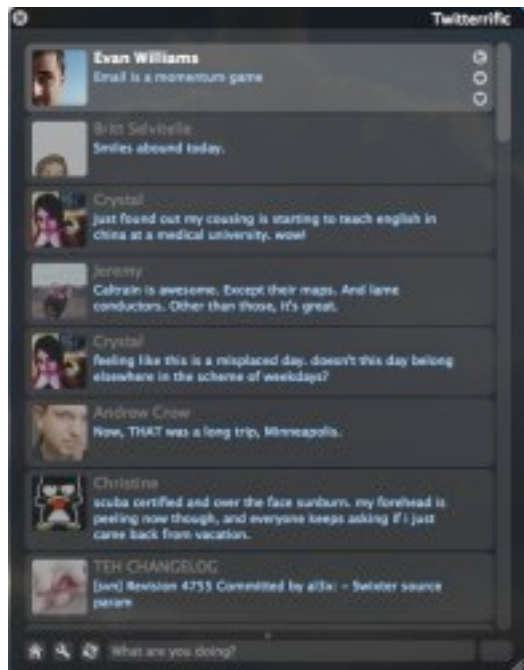 Twitterrific
Evan Williams
Email is a momentum game
Britt Selvitelle
Smiles abound today.
Crystal
just found out my cousing is starting to teach english in
china at a medical university. wow!
Jeremy
Caltrain is awesome. Except their maps. And lame
conductors. Other than those, it's great.
Crystal
feeling like this is a misplaced day. doesn't this day belong
elsewhere in the scheme of weekdays?
Andrew Crow
Now, THAT was a long trip, Minneapolis.
Christine
scuba certified and over the face sunburn. my forehead is
peeling now though, and everyone keeps asking if i just
came back from vacation.
TEH CHANGELOG
[svn] Revision 4755 Committed by al3x: - Swixter source
param
What are you doing?